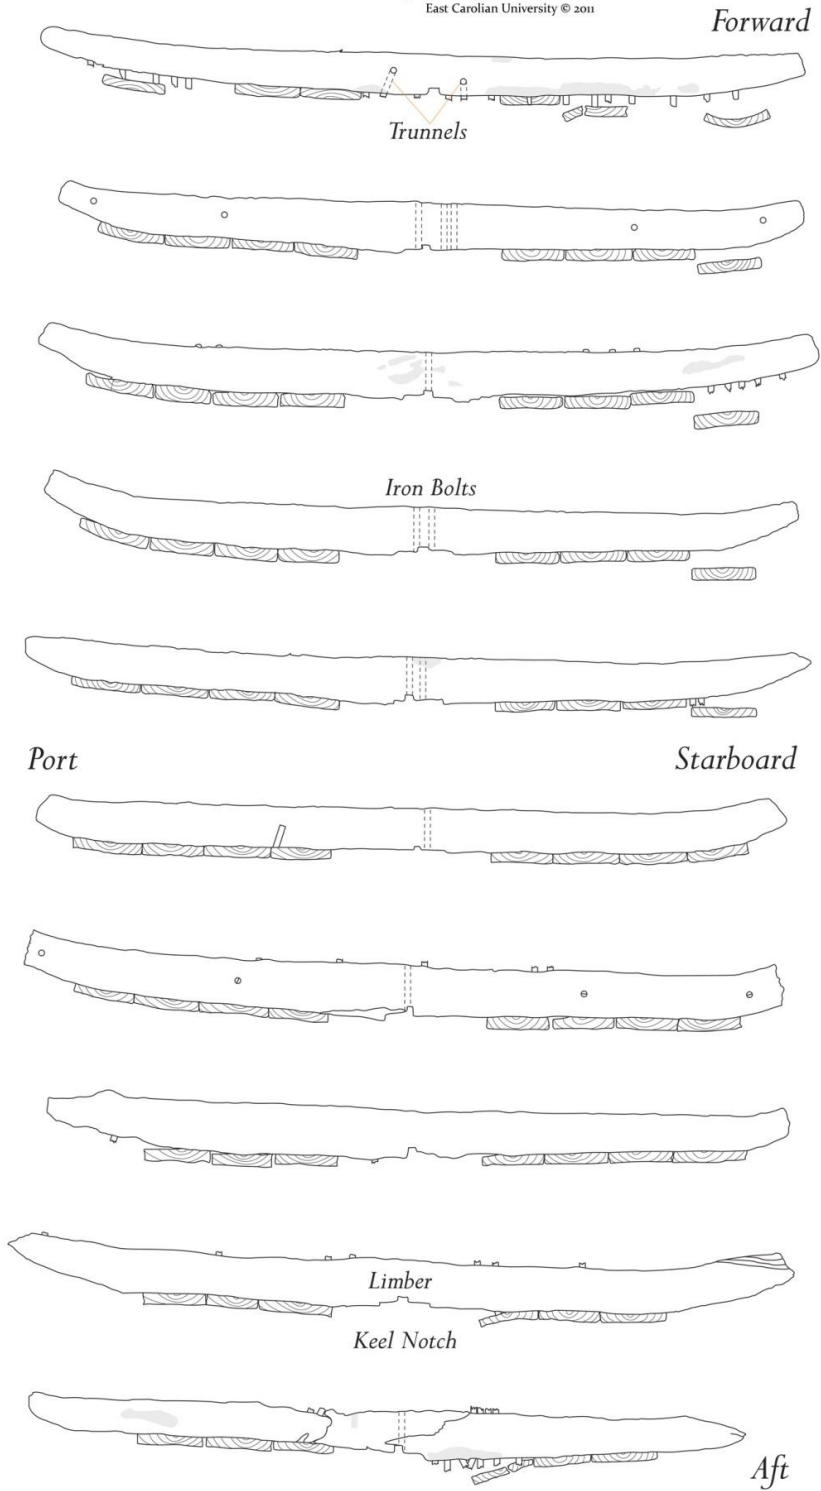 East Carolian University © 2011
Forward
Trunnels
Iron Bolts
Port
Starboard
Limber
Keel Notch
Aft